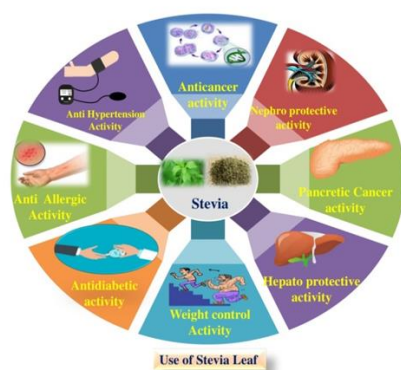 Anticancer
activity
Nephro protective
activity
Pancretic Cancer
activity
Hepato protective
activity
Weight control
Activity
Antidiabetic
activity
Anti Allergic
Activity
Anti Hypertension
Activity
Stevia
Use of Stevia Leaf